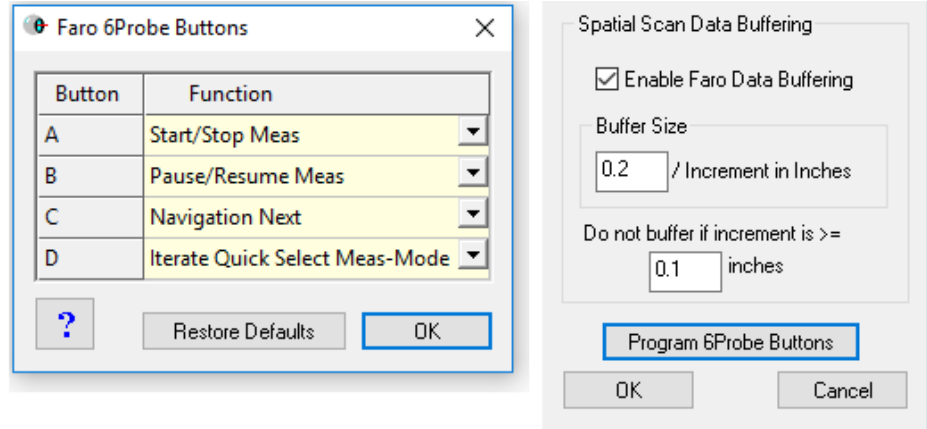 Faro 6Probe Buttons
Button Function
A Start/Stop Meas
B Pause/Resume Meas
C Navigation Next
D Iterate Quick Select Meas-Mode
? Restore Defaults OK
Spatial Scan Data Buffering
Enable Faro Data Buffering
Buffer Size
0.2 / Increment in Inches
Do not buffer if increment is >=
0.1 inches
Program 6Probe Buttons
OK Cancel